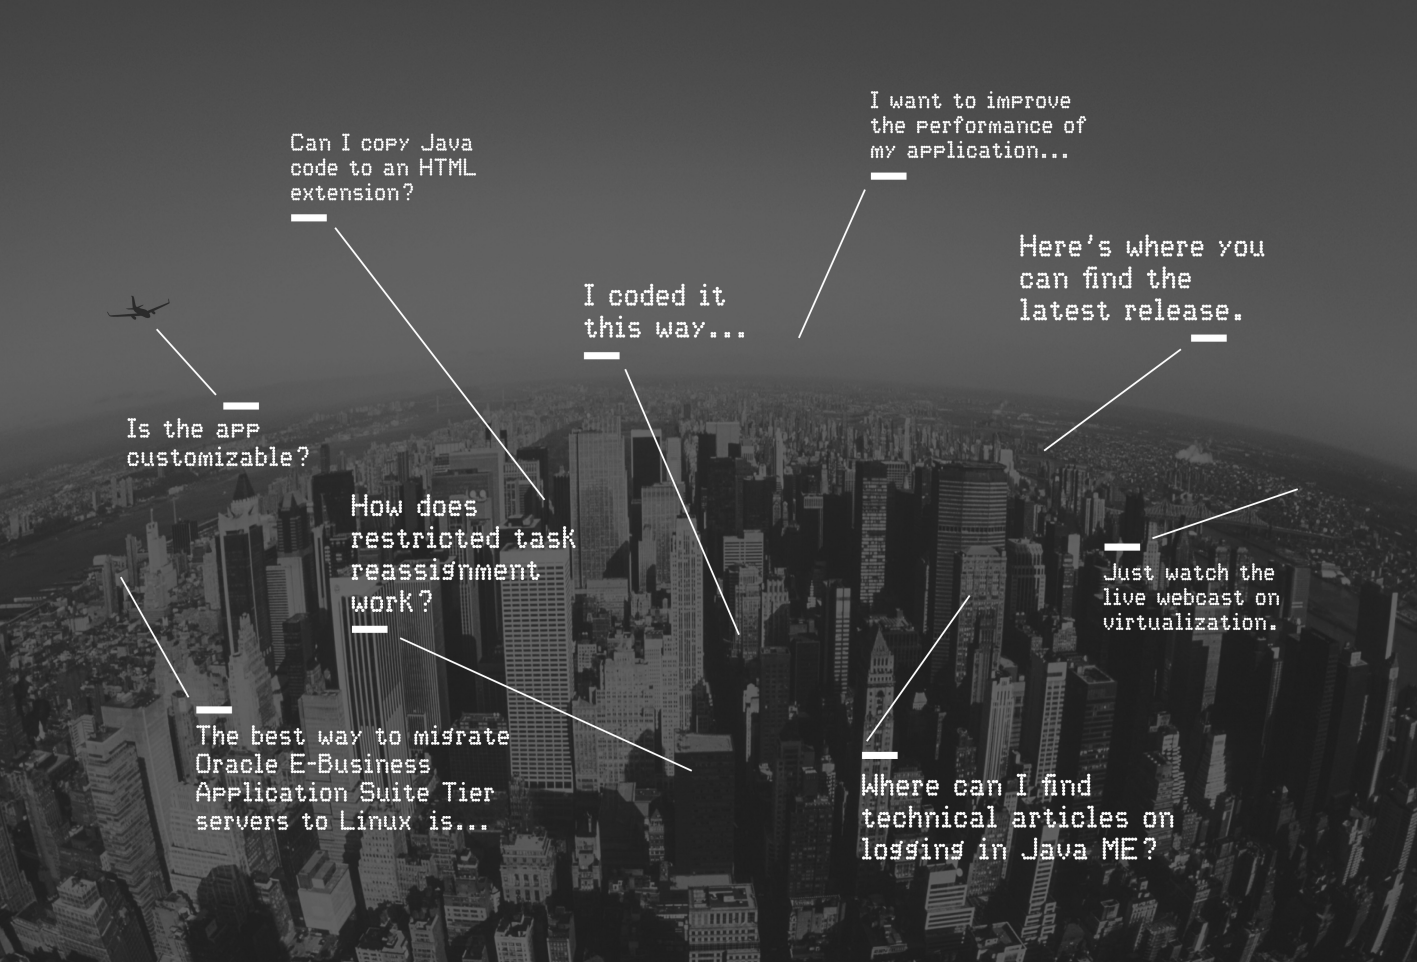 I want to improve
the performance of
my application...
Can I copy Java
code to an HTML
extension?
Here's where you
can find the
latest release.
I coded it
this way...
Is the app
customizable?
How does
restricted task
reassignment
work?
Just watch the
live webcast on
virtualization.
The best way to migrate
Oracle E-Business
Application Suite Tier
servers to Linux is...
Where can I find
technical articles on
logging in Java ME?